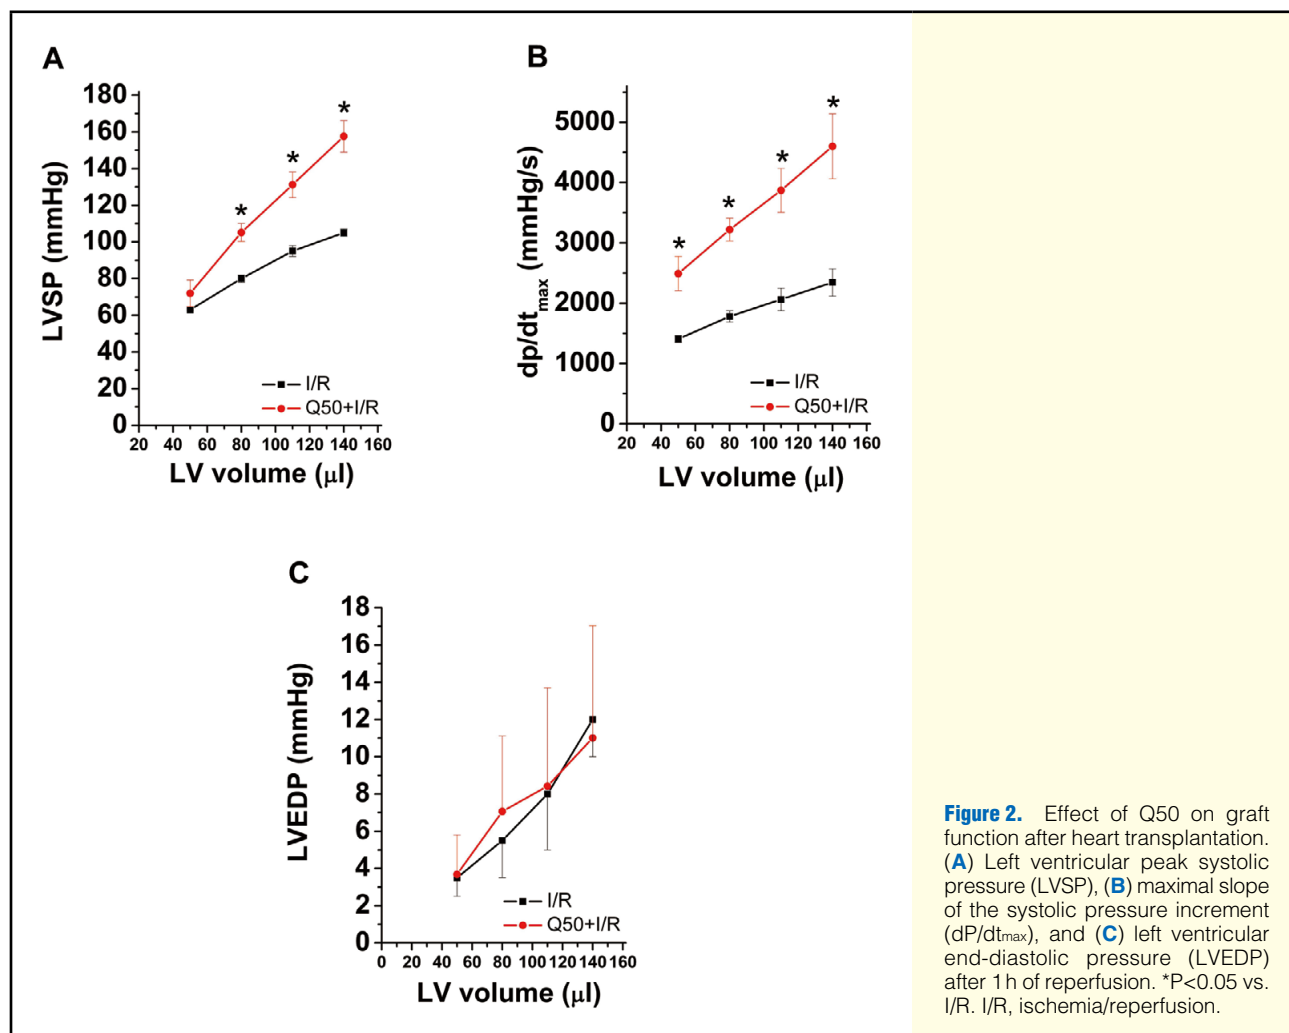 A
180
160
140
120
100
80
60
40
20
0
LVSP (mmHg)
*
*
*
I/R
Q50+I/R
20 40 60 80 100 120 140 160
LV volume (μl)
B
5000
4000
3000
2000
1000
0
dp/dtmax (mmHg/s)
*
*
*
*
I/R
Q50+I/R
20 40 60 80 100 120 140 160
LV volume (μl)
C
18
16
14
12
10
8
6
4
2
0
LVEDP (mmHg)
I/R
Q50+I/R
0 20 40 60 80 100 120 140 160
LV volume (μl)
Figure 2. Effect of Q50 on graft
function after heart transplantation.
(A) Left ventricular peak systolic
pressure (LVSP), (B) maximal slope
of the systolic pressure increment
(dP/dtmax), and (C) left ventricular
end-diastolic pressure (LVEDP)
after 1 h of reperfusion. *P<0.05 vs.
I/R. I/R, ischemia/reperfusion.